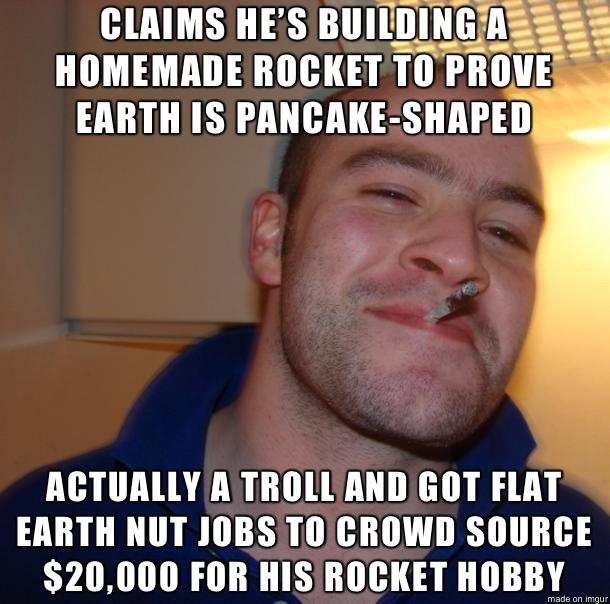 CLAIMS HE'S BUILDING A
HOMEMADE ROCKET TO PROVE
EARTH IS PANCAKE-SHAPED
ACTUALLY A TROLL AND GOT FLAT
EARTH NUT JOBS TO CROWD SOURCE
$20,000 FOR HIS ROCKET HOBBY
made on imgur